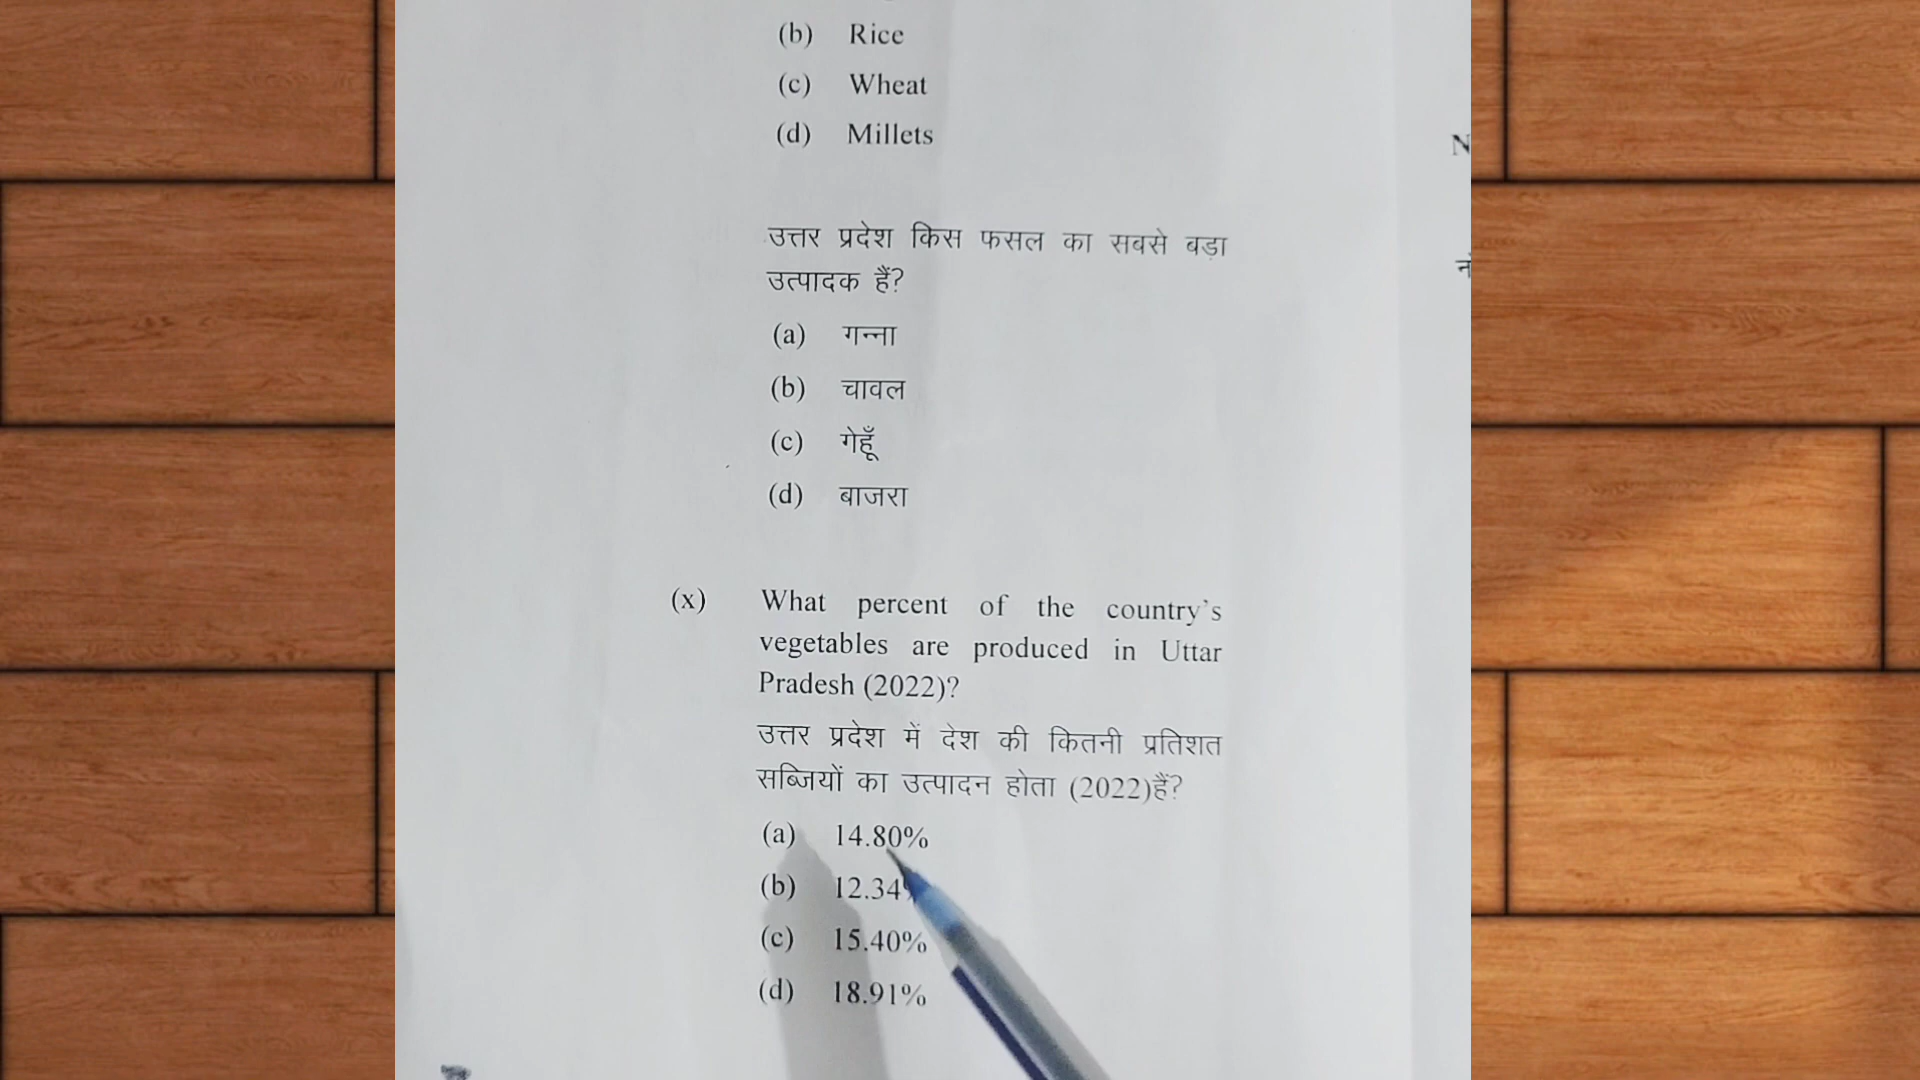 (b) Rice
(c) Wheat
(d) Millets
उत्तर प्रदेश किस फसल का सबसे बड़ा
उत्पादक हैं?
(a) गन्ना
(b) चावल
(c) गेहूँ
(d) बाजरा
(x) What percent of the country's
vegetables are produced in Uttar
Pradesh (2022)?
उत्तर प्रदेश में देश की कितनी प्रतिशत
सब्जियों का उत्पादन होता (2022)हैं?
(a) 14.80%
(b) 12.34%
(c) 15.40%
(d) 18.91%